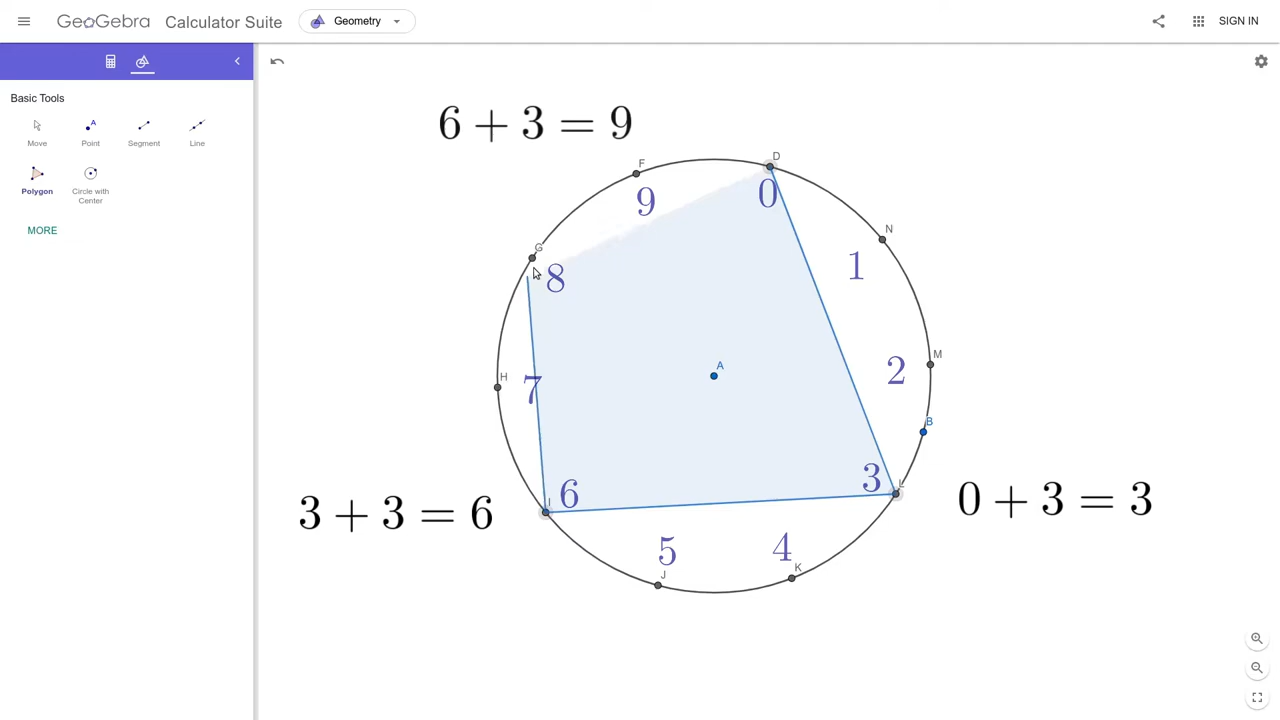 GeoGebra Calculator Suite Geometry SIGN IN
Basic Tools
Move Point Segment Line
Polygon Circle with Center
MORE
6 + 3 = 9
F D
9 0
N
G
8 1
A M
2
H
7
B
L
3
I
6
3 + 3 = 6
0 + 3 = 3
5 4
J K
A